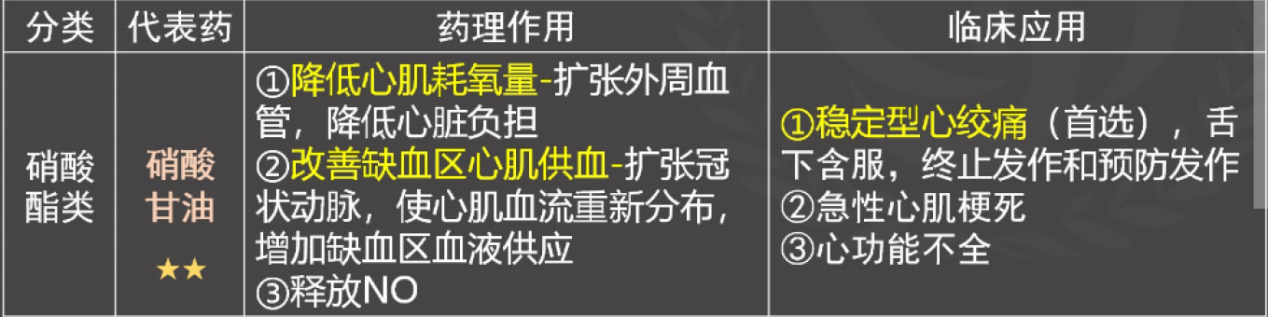 分类 代表药 药理作用 临床应用
硝酸
酯类
硝酸
甘油
★★
①降低心肌耗氧量-扩张外周血
管，降低心脏负担
②改善缺血区心肌供血-扩张冠
状动脉，使心肌血流重新分布，
增加缺血区血液供应
③释放NO
①稳定型心绞痛（首选），舌
下含服，终止发作和预防发作
②急性心肌梗死
③心功能不全